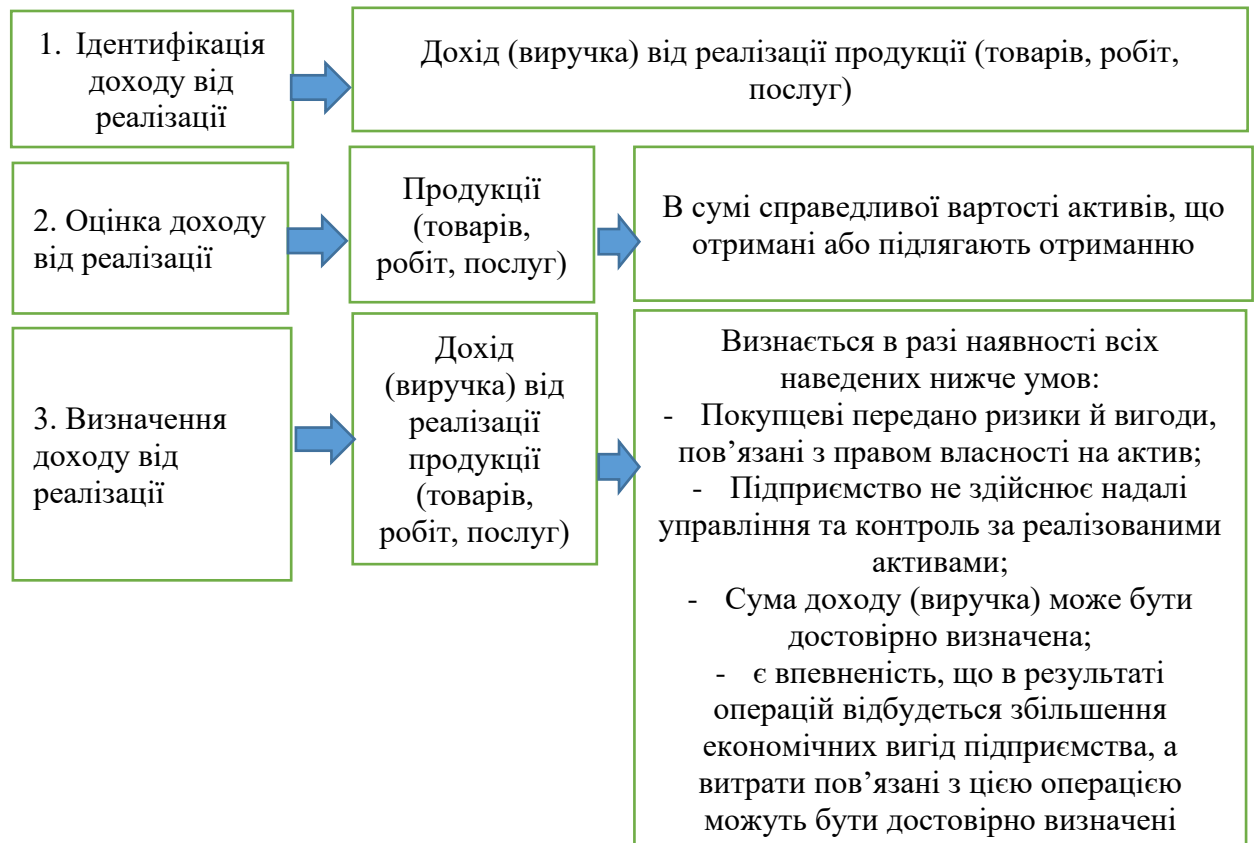 1. Ідентифікація
доходу від
реалізації
Дохід (виручка) від реалізації продукції (товарів, робіт,
послуг)
2. Оцінка доходу
від реалізації
Продукції
(товарів,
робіт, послуг)
В сумі справедливої вартості активів, що
отримані або підлягають отриманню
3. Визначення
доходу від
реалізації
Дохід
(виручка) від
реалізації
продукції
(товарів,
робіт, послуг)
Визнається в разі наявності всіх
наведених нижче умов:
- Покупцеві передано ризики й вигоди,
пов’язані з правом власності на актив;
- Підприємство не здійснює надалі
управління та контроль за реалізованими
активами;
- Сума доходу (виручка) може бути
достовірно визначена;
- є впевненість, що в результаті
операцій відбудеться збільшення
економічних вигід підприємства, а
витрати пов’язані з цією операцією
можуть бути достовірно визначені